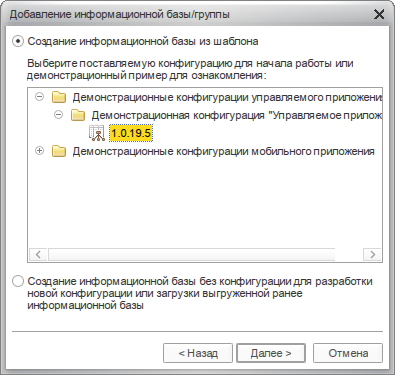 Добавление информационной базы/группы
Создание информационной базы из шаблона
Выберите поставляемую конфигурацию для начала работы или
демонстрационный пример для ознакомления:
Демонстрационные конфигурации управляемого приложени
Демонстрационная конфигурация "Управляемое прилож
1.0.19.5
Демонстрационные конфигурации мобильного приложения
Создание информационной базы без конфигурации для разработки
новой конфигурации или загрузки выгруженной ранее
информационной базы
< Назад
Далее >
Отмена